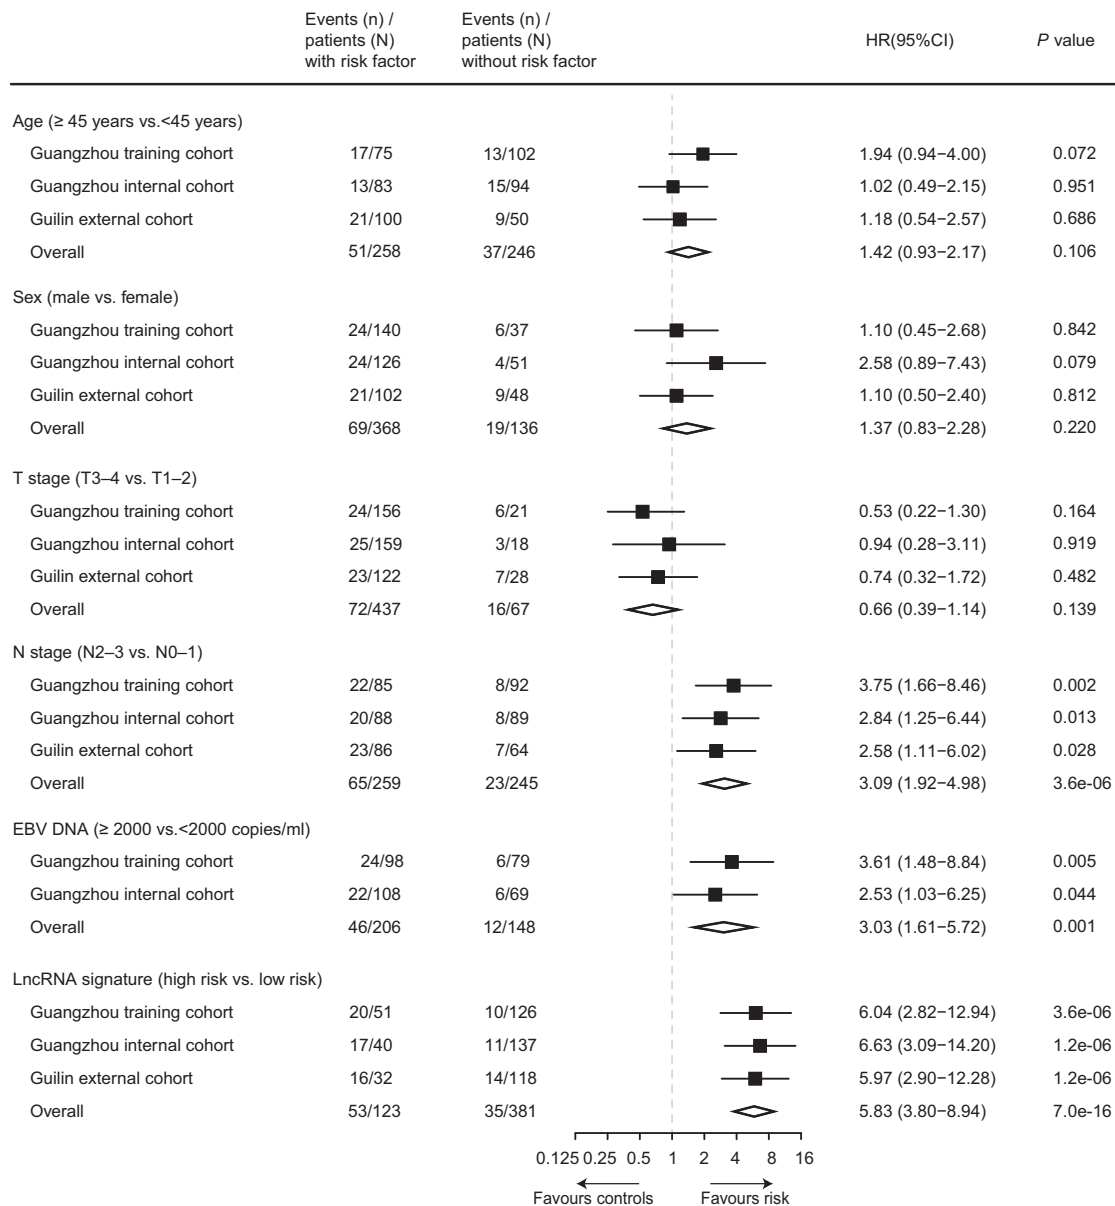 Events (n) / Events (n) /
patients (N) patients (N) HR(95%CI) P value
with risk factor without risk factor
Age (≥ 45 years vs.<45 years)
Guangzhou training cohort 17/75 13/102 1.94 (0.94−4.00) 0.072
Guangzhou internal cohort 13/83 15/94 1.02 (0.49−2.15) 0.951
Guilin external cohort 21/100 9/50 1.18 (0.54−2.57) 0.686
Overall 51/258 37/246 1.42 (0.93−2.17) 0.106
Sex (male vs. female)
Guangzhou training cohort 24/140 6/37 1.10 (0.45−2.68) 0.842
Guangzhou internal cohort 24/126 4/51 2.58 (0.89−7.43) 0.079
Guilin external cohort 21/102 9/48 1.10 (0.50−2.40) 0.812
Overall 69/368 19/136 1.37 (0.83−2.28) 0.220
T stage (T3–4 vs. T1–2)
Guangzhou training cohort 24/156 6/21 0.53 (0.22−1.30) 0.164
Guangzhou internal cohort 25/159 3/18 0.94 (0.28−3.11) 0.919
Guilin external cohort 23/122 7/28 0.74 (0.32−1.72) 0.482
Overall 72/437 16/67 0.66 (0.39−1.14) 0.139
N stage (N2–3 vs. N0–1)
Guangzhou training cohort 22/85 8/92 3.75 (1.66−8.46) 0.002
Guangzhou internal cohort 20/88 8/89 2.84 (1.25−6.44) 0.013
Guilin external cohort 23/86 7/64 2.58 (1.11−6.02) 0.028
Overall 65/259 23/245 3.09 (1.92−4.98) 3.6e-06
EBV DNA (≥ 2000 vs.<2000 copies/ml)
Guangzhou training cohort 24/98 6/79 3.61 (1.48−8.84) 0.005
Guangzhou internal cohort 22/108 6/69 2.53 (1.03−6.25) 0.044
Overall 46/206 12/148 3.03 (1.61−5.72) 0.001
LncRNA signature (high risk vs. low risk)
Guangzhou training cohort 20/51 10/126 6.04 (2.82−12.94) 3.6e-06
Guangzhou internal cohort 17/40 11/137 6.63 (3.09−14.20) 1.2e-06
Guilin external cohort 16/32 14/118 5.97 (2.90−12.28) 1.2e-06
Overall 53/123 35/381 5.83 (3.80−8.94) 7.0e-16
0.125 0.25 0.5 1 2 4 8 16
Favours controls Favours risk